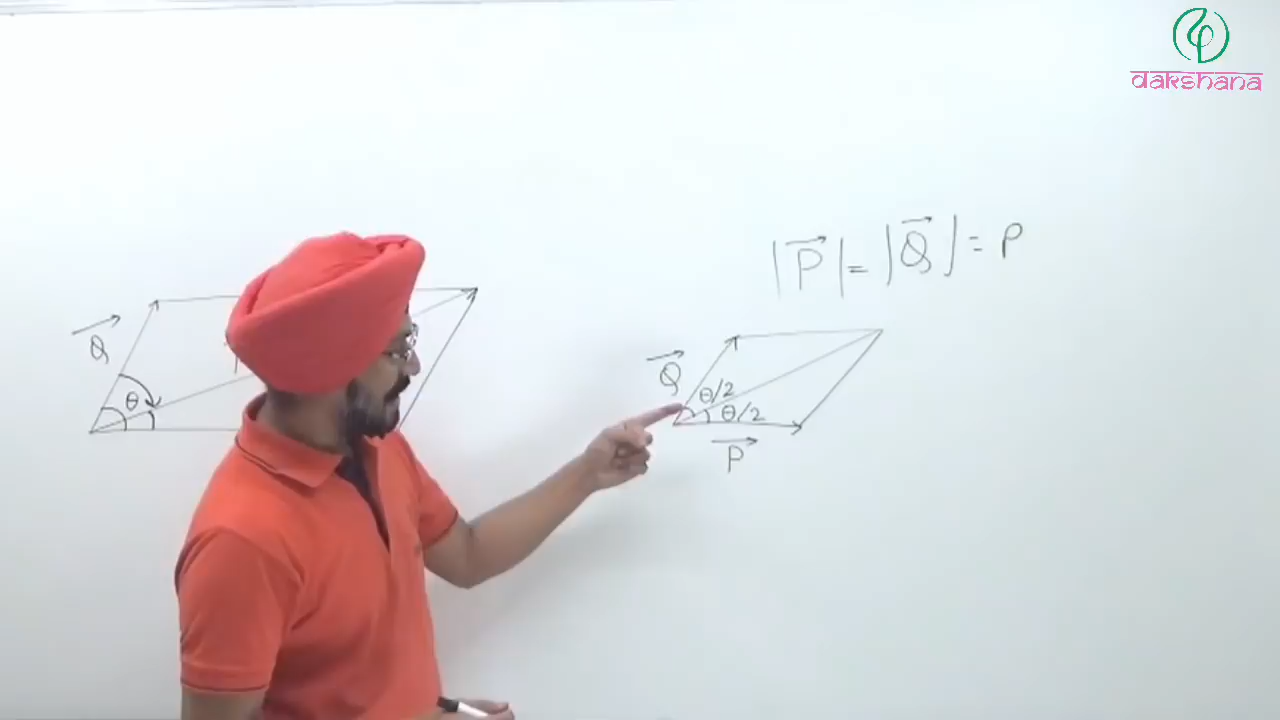 dakshana
|P⃗| = |Q⃗| = P
Q⃗
θ
Q⃗
θ/2
θ/2
P⃗